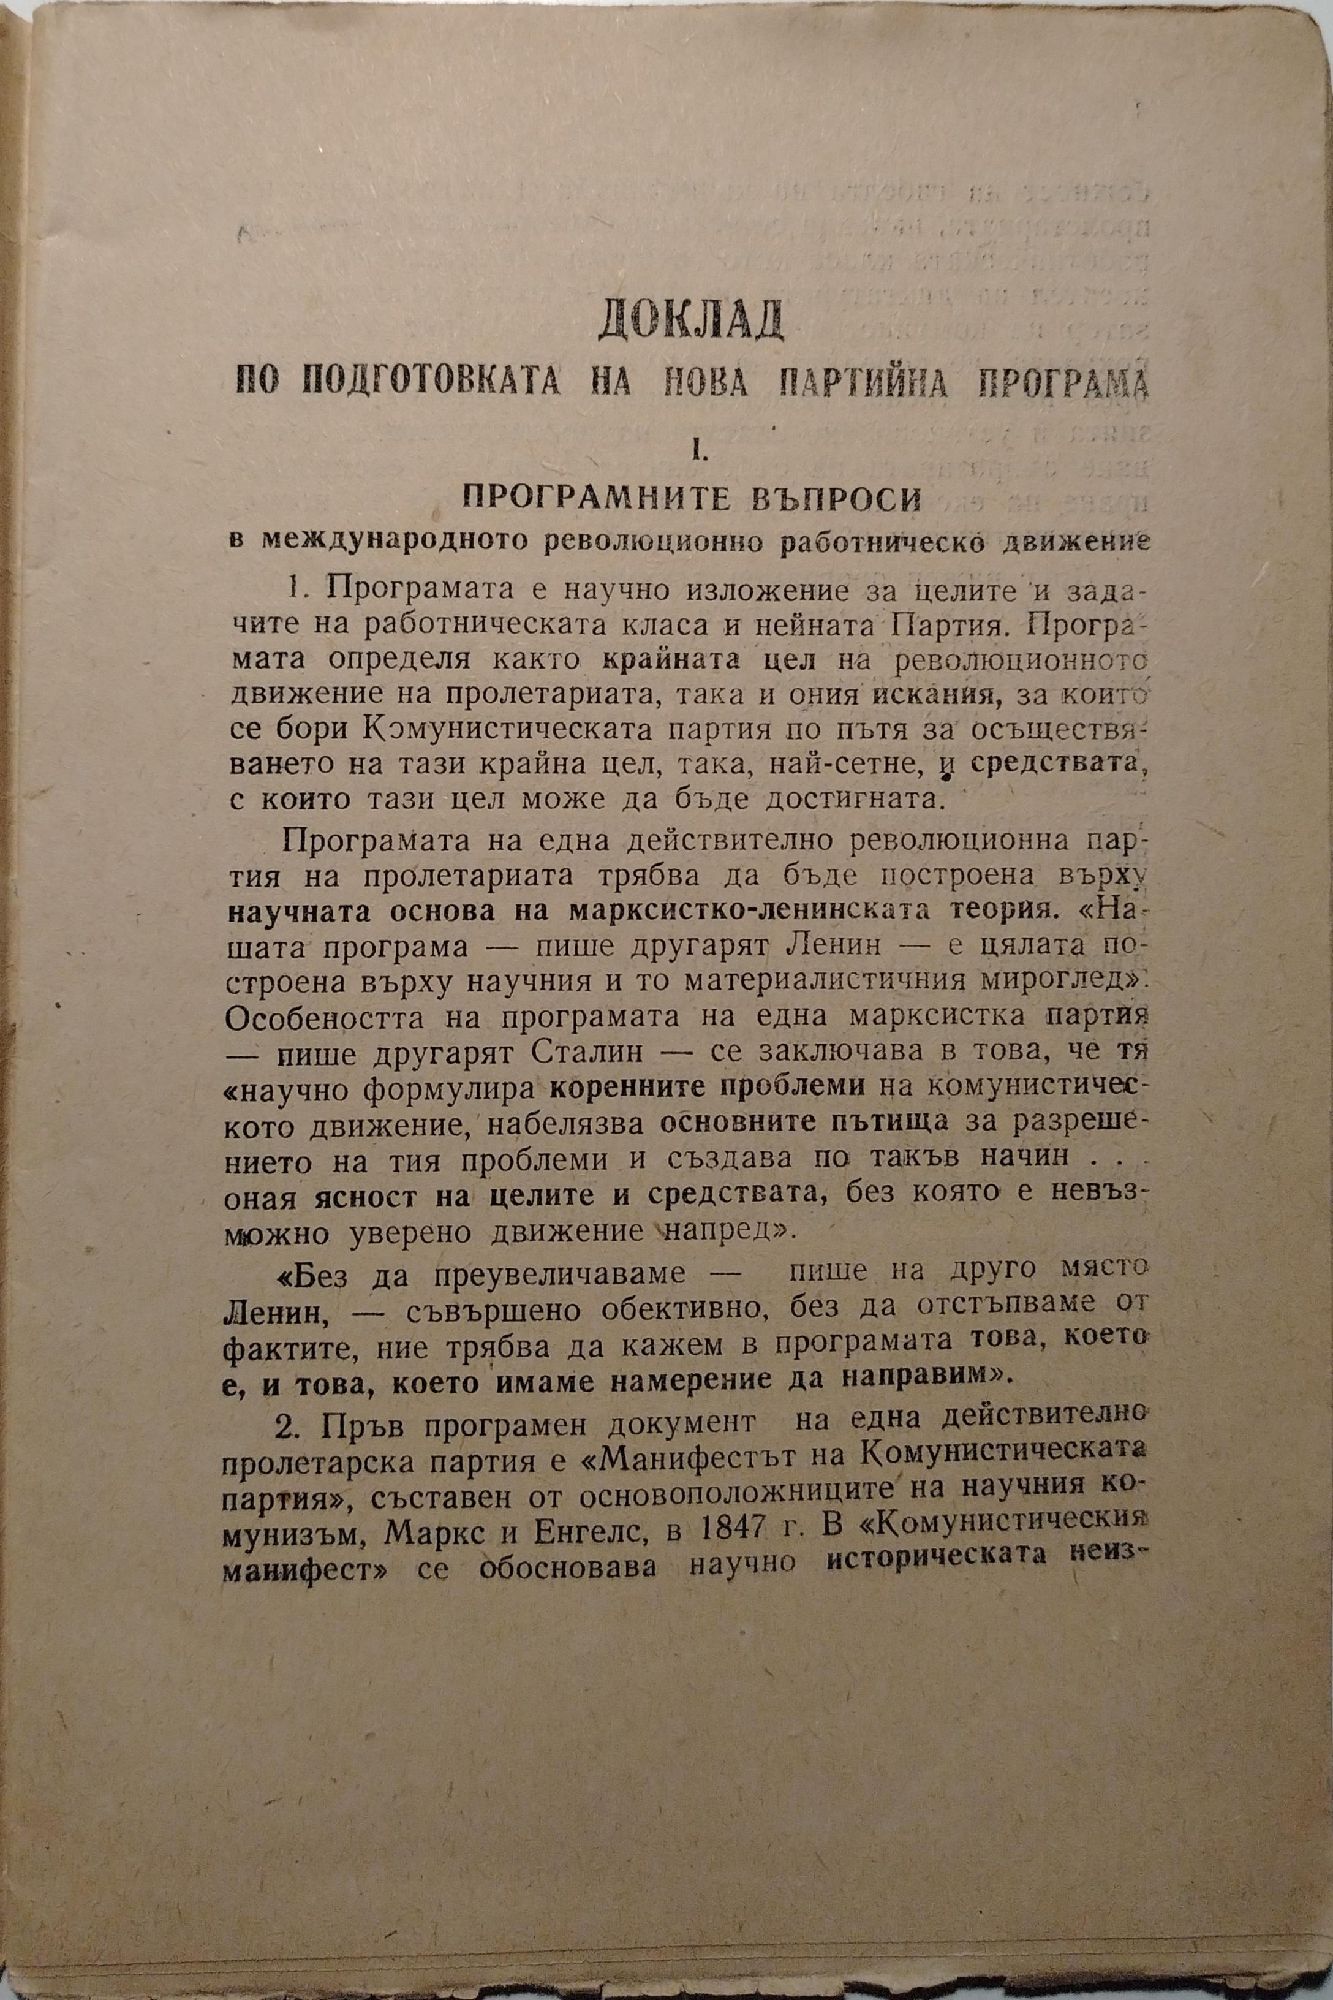 ДОКЛАД
ПО ПОДГОТОВКАТА НА НОВА ПАРТИЙНА ПРОГРАМА
I.
ПРОГРАМНИТЕ ВЪПРОСИ
в международното революционно работническо движение
1. Програмата е научно изложение за целите и зада-
чите на работническата класа и нейната Партия. Програ-
мата определя както крайната цел на революционното
движение на пролетариата, така и ония искания, за които
се бори Комунистическата партия по пътя за осъществя-
ването на тази крайна цел, така, най-сетне, и средствата,
с които тази цел може да бъде достигната.
Програмата на една действително революционна пар-
тия на пролетариата трябва да бъде построена върху
научната основа на марксистко-ленинската теория. «На-
шата програма — пише другарят Ленин — е цялата по-
строена върху научния и то материалистичния мироглед».
Особеността на програмата на една марксистка партия
— пише другарят Сталин — се заключава в това, че тя
«научно формулира коренните проблеми на комунистичес-
кото движение, набелязва основните пътища за разреше-
нието на тия проблеми и създава по такъв начин . . .
оная ясност на целите и средствата, без която е невъз-
можно уверено движение напред».
«Без да преувеличаваме — пише на друго място
Ленин, — съвършено обективно, без да отстъпваме от
фактите, ние трябва да кажем в програмата това, което
е, и това, което имаме намерение да направим».
2. Пръв програмен документ на една действително
пролетарска партия е «Манифестът на Комунистическата
партия», съставен от основоположниците на научния ко-
мунизъм, Маркс и Енгелс, в 1847 г. В «Комунистическия
манифест» се обосновава научно историческата неиз-